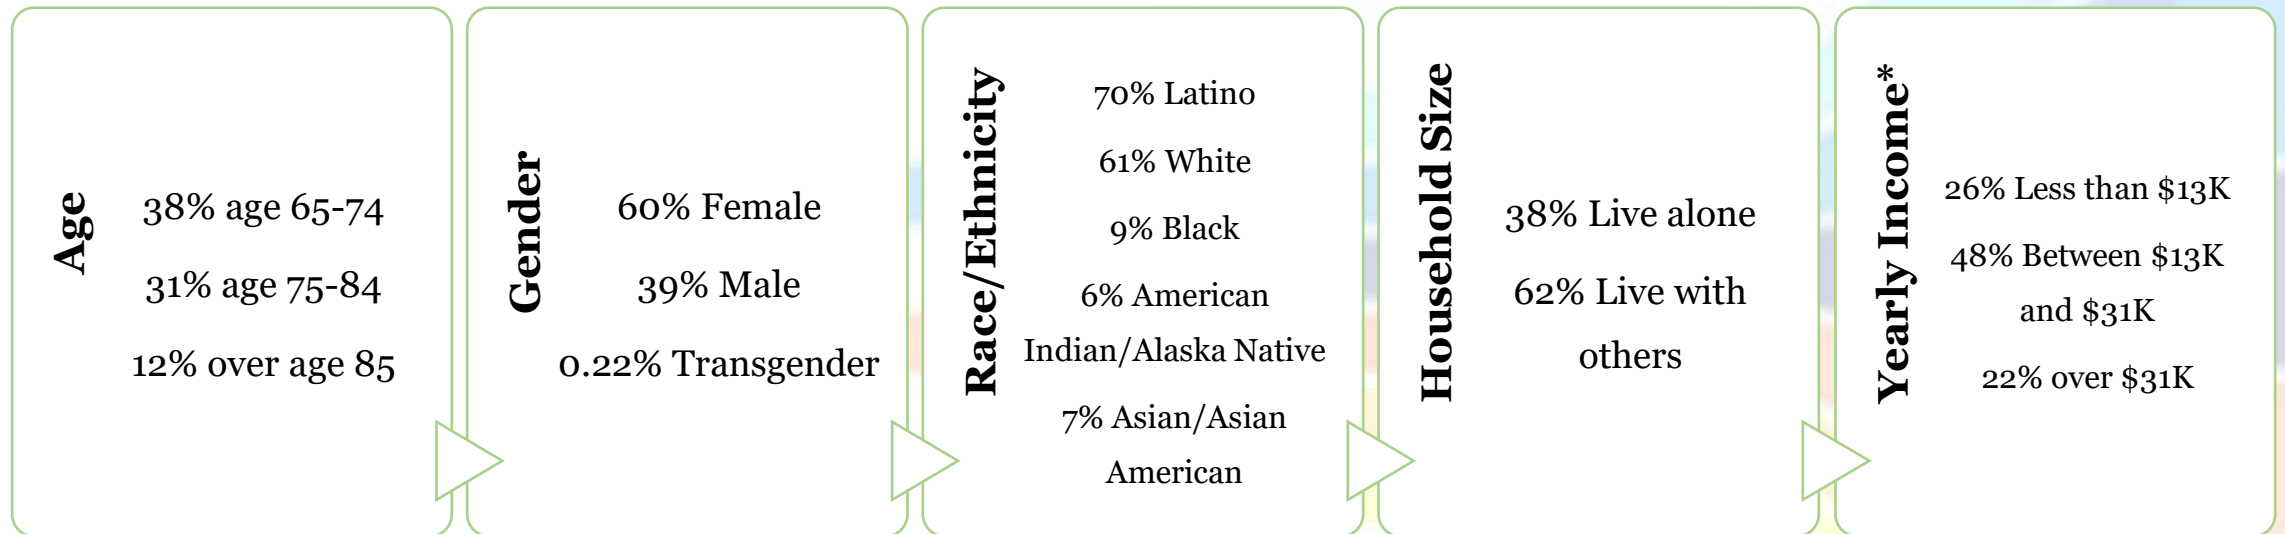 Age
38% age 65-74
31% age 75-84
12% over age 85
Gender
60% Female
39% Male
0.22% Transgender
Race/Ethnicity
70% Latino
61% White
9% Black
6% American
Indian/Alaska Native
7% Asian/Asian
American
Household Size
38% Live alone
62% Live with
others
Yearly Income*
26% Less than $13K
48% Between $13K
and $31K
22% over $31K